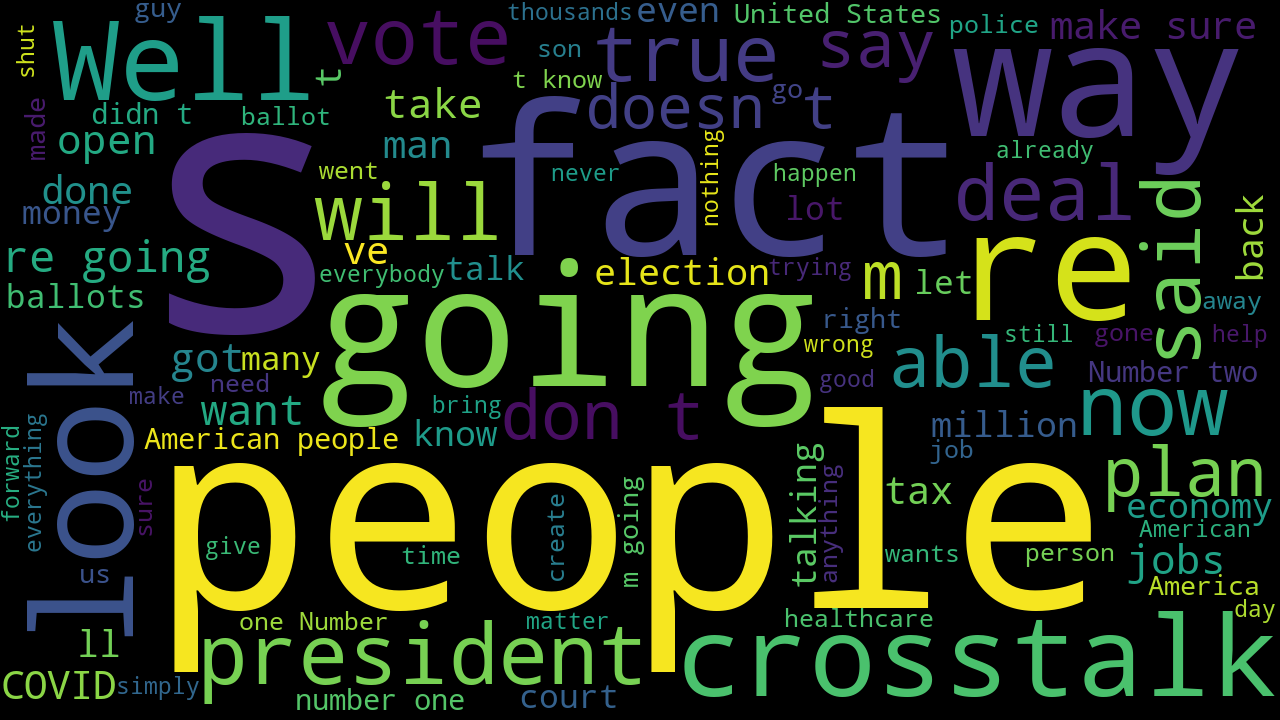 guy
thousands
even
United States
shut
Well
vote
son
true
say
police
make sure
t
t know
way
made
didn t
ballot
take
doesn t
go
open
man
S
fact
already
went
never
nothing
happen
done
money
will
lot
deal
said
back
re going
ve
everybody
talk
election
trying
m
let
re
away
ballots
going
right
wrong
still
gone
help
look
got
many
need
good
able
Number two
make
want
bring
don t
now
American people
know
million
job
forward
everything
sure
people
create
m going
talking
anything
tax
plan
economy
American
give
time
wants
person
jobs
us
America
day
one Number
matter
healthcare
ll
president
crosstalk
COVID
simply
number one
court